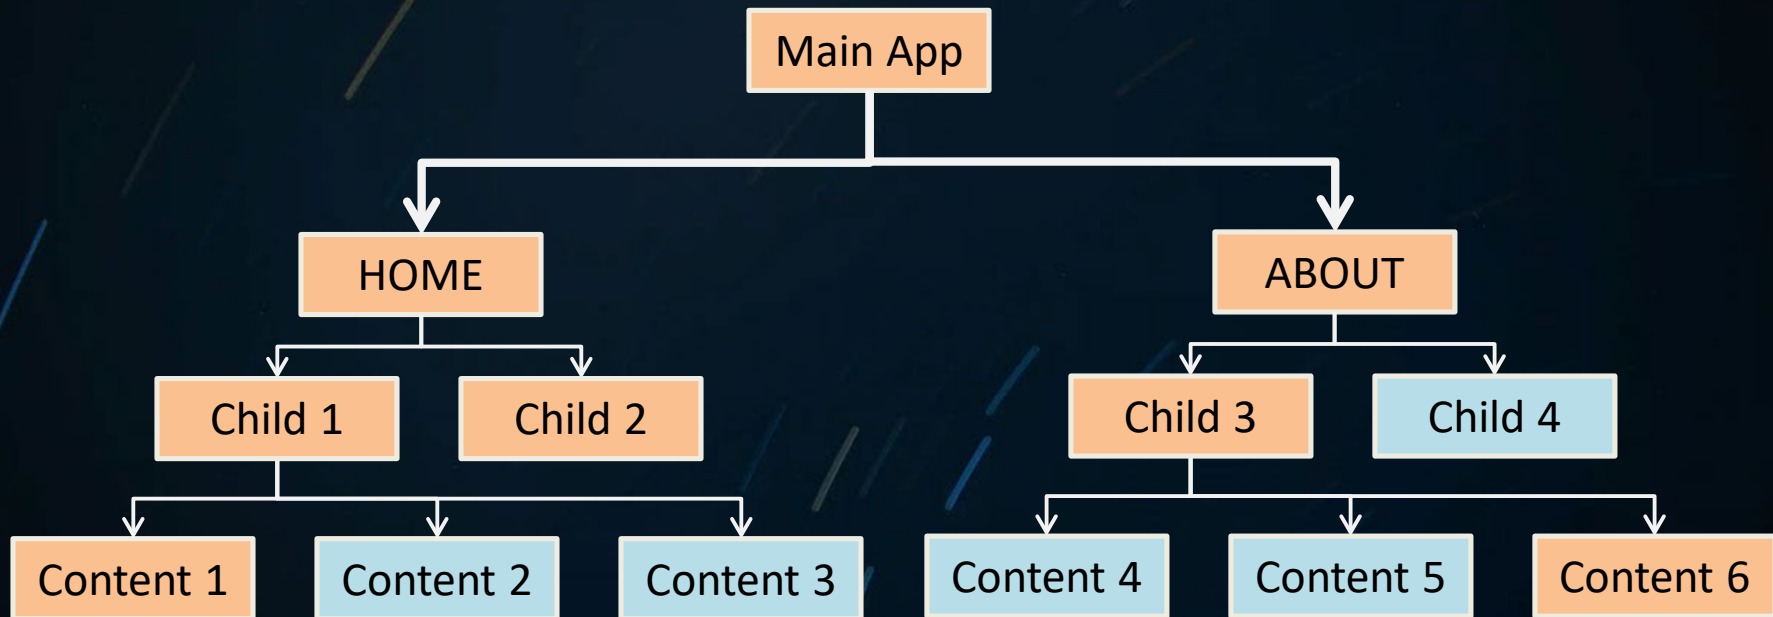 Main App
HOME
ABOUT
Child 1
Child 2
Child 3
Child 4
Content 1
Content 2
Content 3
Content 4
Content 5
Content 6